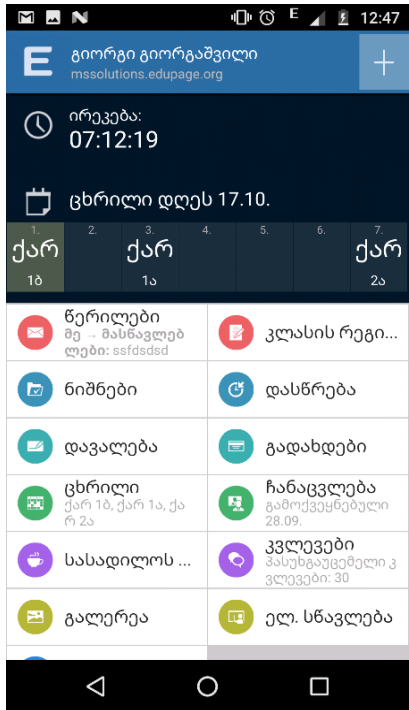 E 12:47
E გიორგი გიორგაშვილი
mssolutions.edupage.org
ირეკება:
07:12:19
ცხრილი დღეს 17.10.
1. 2. 3. 4. 5. 6. 7.
ქარ ქარ ქარ
1ბ 1ა 2ა
წერილები
მე → მასწავლებ
ლები: ssfdsdsd
კლასის რეგი...
ნიშნები
დასწრება
დავალება
გადახდები
ცხრილი
ქარ 1ბ, ქარ 1ა, ქა
რ 2ა
ჩანაცვლება
გამოქვეყნებული
28.09.
სასადილოს ...
კვლევები
პასუხგაუცემელი კ
ვლევები: 30
გალერეა
ელ. სწავლება